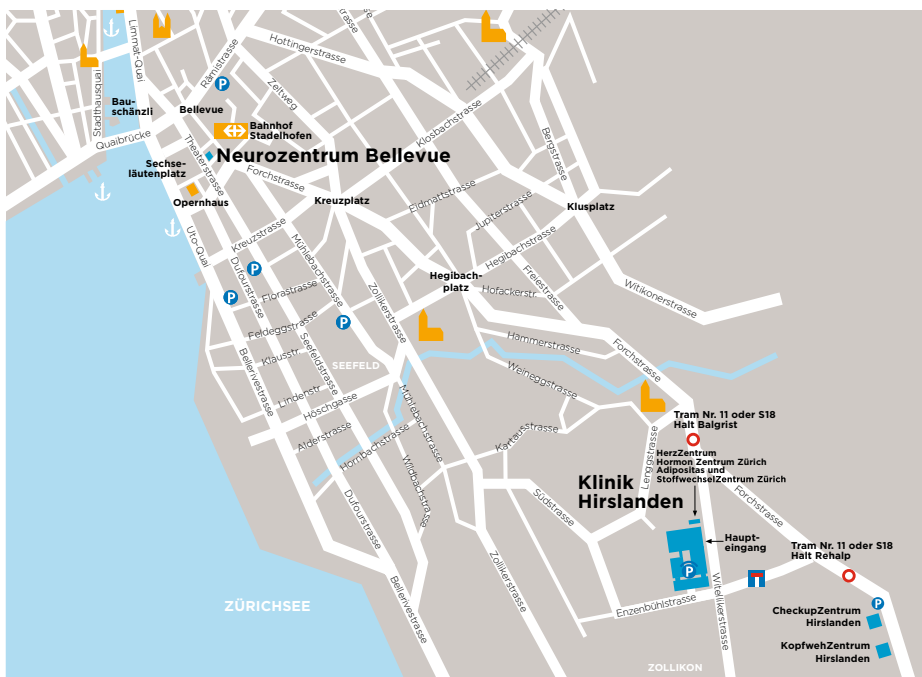 Limmat-Quai
Stadthausquai
Rämistrasse
Hottingerstrasse
Zeltweg
P
Bau-
schänzli
Bellevue
Bahnhof
Stadelhofen
Quaibrücke
Theaterstrasse
Neurozentrum Bellevue
Klosbachstrasse
Bergstrasse
Sechse-
läutenplatz
Opernhaus
Forchstrasse
Kreuzplatz
Eidmattstrasse
Jupiterstrasse
Klusplatz
Uto-Quai
Kreuzstrasse
Mühlebachstrasse
Hegibachstrasse
Dufourstrasse
P
Florastrasse
Zollikerstrasse
Hegibach-
platz
Hofackerstr.
Freiestrasse
Witikonerstrasse
P
Feldeggstrasse
P
Klausstr.
Seefeldstrasse
SEEFELD
Hammerstrasse
Forchstrasse
Bellerivestrasse
Lindenstr.
Höschgasse
Weineggstrasse
Mühlebachstrasse
Alderstrasse
Hornbachstrasse
Kartausstrasse
Wildbachstrasse
Lenggstrasse
Tram Nr. 11 oder S18
Halt Balgrist
HerzZentrum
Hormon Zentrum Zürich
Adipositas und
StoffwechselZentrum Zürich
Klinik
Hirslanden
Südstrasse
Forchstrasse
Dufourstrasse
Haupt-
eingang
Tram Nr. 11 oder S18
Halt Rehalp
P
Zollikerstrasse
Bellerivestrasse
ZÜRICHSEE
Enzenbühlstrasse
Witellikerstrasse
P
CheckupZentrum
Hirslanden
KopfwehZentrum
Hirslanden
ZOLLIKON